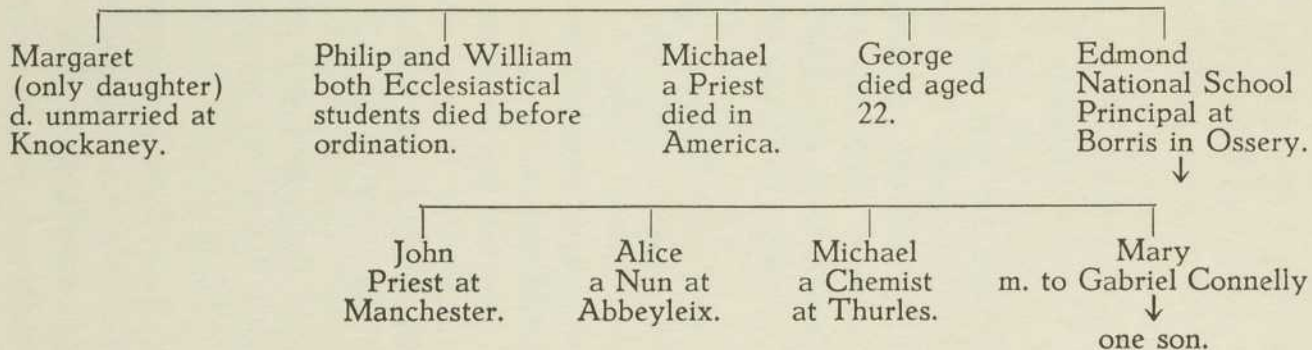 Margaret
(only daughter)
d. unmarried at
Knockaney.
Philip and William
both Ecclesiastical
students died before
ordination.
Michael
a Priest
died in
America.
George
died aged
22.
Edmond
National School
Principal at
Borris in Ossery.
John
Priest at
Manchester.
Alice
a Nun at
Abbeyleix.
Michael
a Chemist
at Thurles.
Mary
m. to Gabriel Connelly
one son.